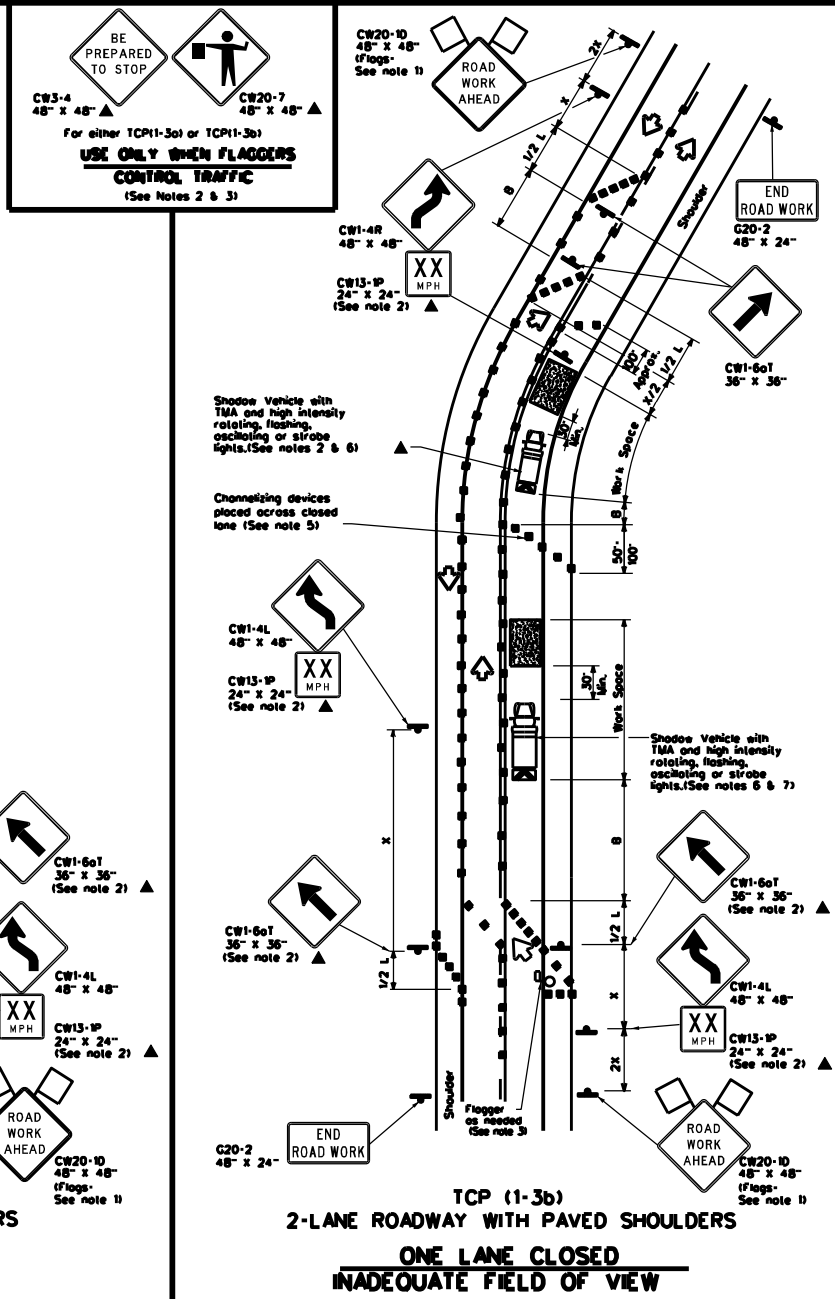 BE
PREPARED
TO STOP
CW3-4
48" X 48"
CW20-7
48" X 48"
For either TCP(1-3a) or TCP(1-3b)
USE ONLY WHEN FLAGGERS
CONTROL TRAFFIC
(See Notes 2 & 3)
CW20-1D
48" X 48"
(Flags-
See note 1)
ROAD
WORK
AHEAD
2X
X
1/2 L
B
CW1-4R
48" X 48"
XX
MPH
CW13-1P
24" X 24"
(See note 2)
Shoulder
END
ROAD WORK
G20-2
48" X 24"
CW1-6aT
36" X 36"
100'
Approx.
1/2 L
X/2
30'
Min.
Work Space
B
50'-
100'
Shadow Vehicle with
TMA and high intensity
rotating, flashing,
oscillating or strobe
lights.(See notes 2 & 6)
Channelizing devices
placed across closed
lane (See note 5)
CW1-4L
48" X 48"
XX
MPH
CW13-1P
24" X 24"
(See note 2)
30'
Min.
Work Space
Shadow Vehicle with
TMA and high intensity
rotating, flashing,
oscillating or strobe
lights.(See notes 6 & 7)
X
B
CW1-6aT
36" X 36"
(See note 2)
CW1-6aT
36" X 36"
(See note 2)
1/2 L
1/2 L
CW1-6aT
36" X 36"
(See note 2)
CW1-4L
48" X 48"
XX
MPH
CW13-1P
24" X 24"
(See note 2)
X
CW1-4L
48" X 48"
XX
MPH
CW13-1P
24" X 24"
(See note 2)
2X
ROAD
WORK
AHEAD
CW20-1D
48" X 48"
(Flags-
See note 1)
Shoulder
Flagger
as needed
(See note 3)
G20-2
48" X 24"
END
ROAD WORK
ROAD
WORK
AHEAD
CW20-1D
48" X 48"
(Flags-
See note 1)
RS
TCP (1-3b)
2-LANE ROADWAY WITH PAVED SHOULDERS
ONE LANE CLOSED
INADEQUATE FIELD OF VIEW